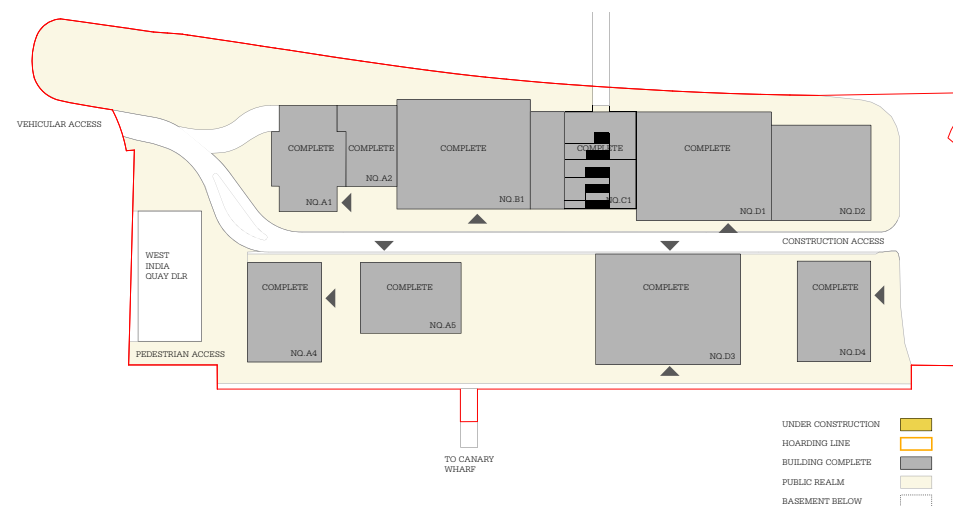 VEHICULAR ACCESS
COMPLETE
NQ.A1
COMPLETE
NQ.A2
COMPLETE
NQ.B1
COMPLETE
NQ.C1
COMPLETE
NQ.D1
NQ.D2
CONSTRUCTION ACCESS
WEST
INDIA
QUAY DLR
PEDESTRIAN ACCESS
COMPLETE
NQ.A4
COMPLETE
NQ.A5
COMPLETE
NQ.D3
COMPLETE
NQ.D4
TO CANARY
WHARF
UNDER CONSTRUCTION
HOARDING LINE
BUILDING COMPLETE
PUBLIC REALM
BASEMENT BELOW